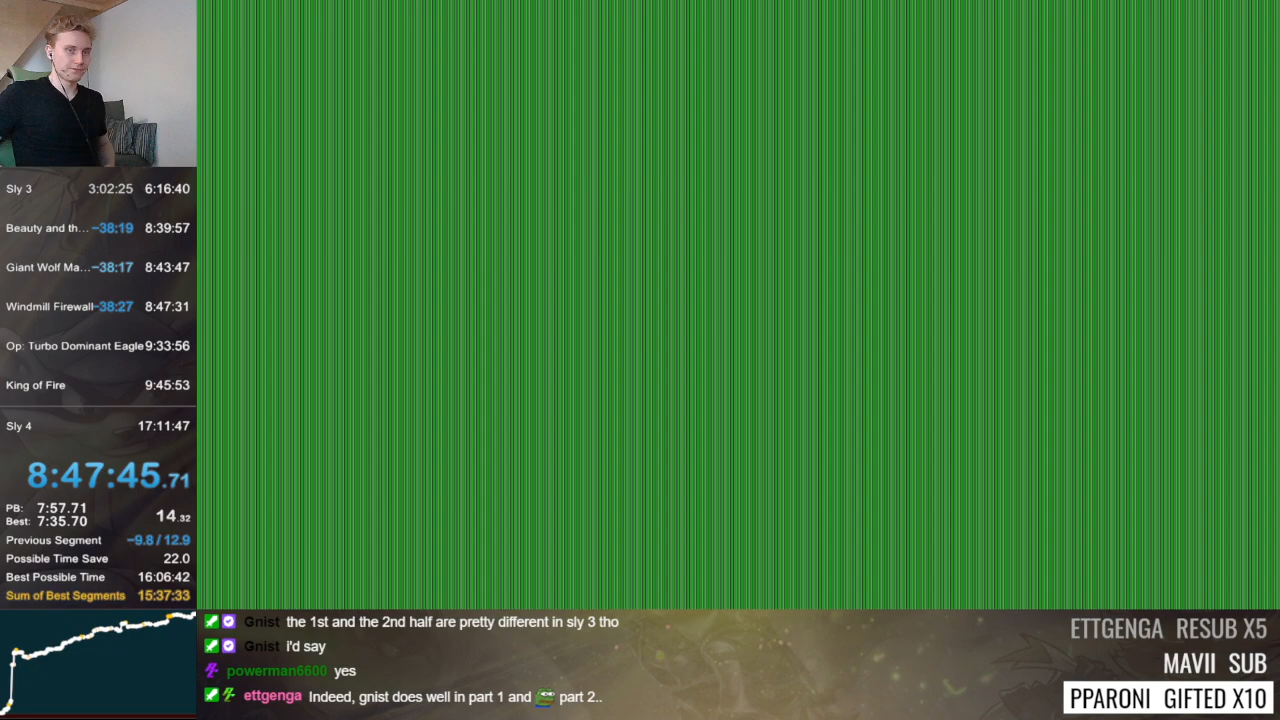 Sly 3 3:02:25 6:16:40
Beauty and th... -38:19 8:39:57
Giant Wolf Ma... -38:17 8:43:47
Windmill Firewall -38:27 8:47:31
Op: Turbo Dominant Eagle 9:33:56
King of Fire 9:45:53
Sly 4 17:11:47
8:47:45.71
PB: 7:57.71
Best: 7:35.70
14.32
Previous Segment -9.8 / 12.9
Possible Time Save 22.0
Best Possible Time 16:06:42
Sum of Best Segments 15:37:33
Gnist the 1st and the 2nd half are pretty different in sly 3 tho
Gnist i'd say
powerman6600 yes
ettgenga Indeed, gnist does well in part 1 and part 2..
ETTGENGA RESUB X5
MAVII SUB
PPARONI GIFTED X10